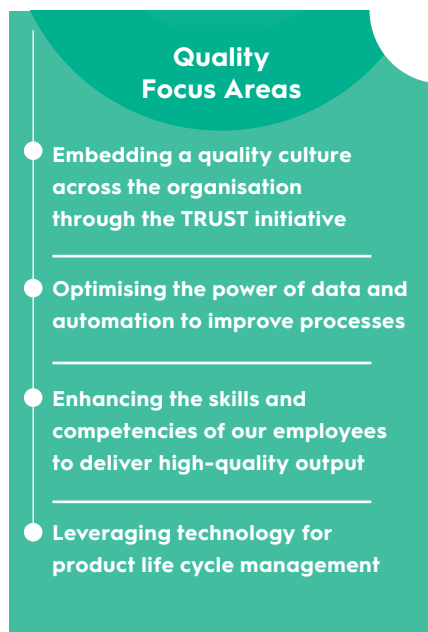 Quality
Focus Areas
Embedding a quality culture
across the organisation
through the TRUST initiative
Optimising the power of data and
automation to improve processes
Enhancing the skills and
competencies of our employees
to deliver high-quality output
Leveraging technology for
product life cycle management